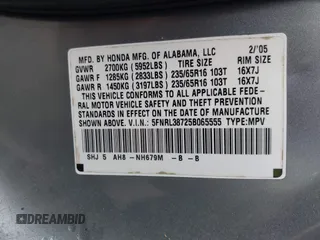 MFD. BY HONDA MFG. OF ALABAMA, LLC 2/'05
GVWR 2700KG (5952LBS) TIRE SIZE RIM SIZE
GAWR F 1285KG (2833LBS) 235/65R16 103T 16X7J
GAWR R 1450KG (3197LBS) 235/65R16 103T 16X7J
THIS VEHICLE CONFORMS TO ALL APPLICABLE FEDE-
RAL MOTOR VEHICLE SAFETY AND THEFT PREVENTION
STANDARDS IN EFFECT ON THE DATE OF
MANUFACTURE SHOWN ABOVE.
V.I.N: 5FNRL38725B065555 TYPE:MPV
SHJ 5 AH8 -NH679M -B -B
DREAMBID